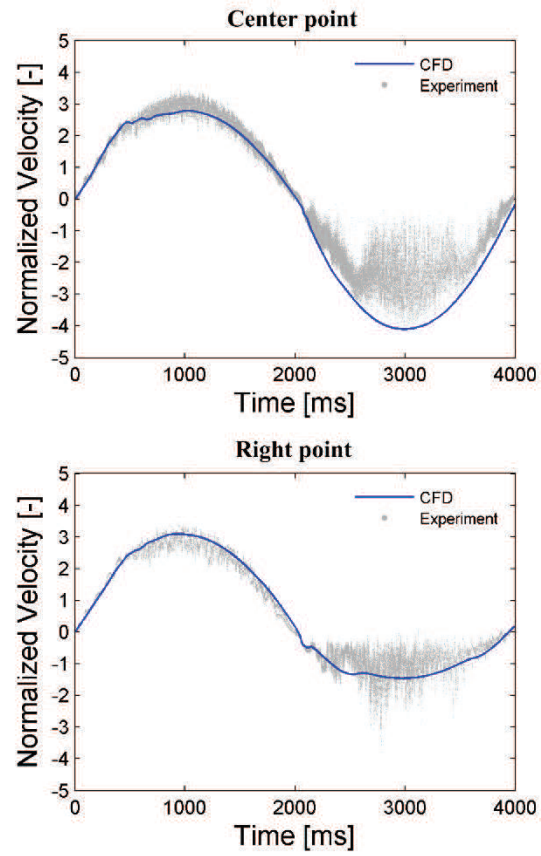 Center point
5
4
3
2
1
0
-1
-2
-3
-4
-5
Normalized Velocity [-]
CFD
Experiment
0 1000 2000 3000 4000
Time [ms]
Right point
5
4
3
2
1
0
-1
-2
-3
-4
-5
Normalized Velocity [-]
CFD
Experiment
0 1000 2000 3000 4000
Time [ms]